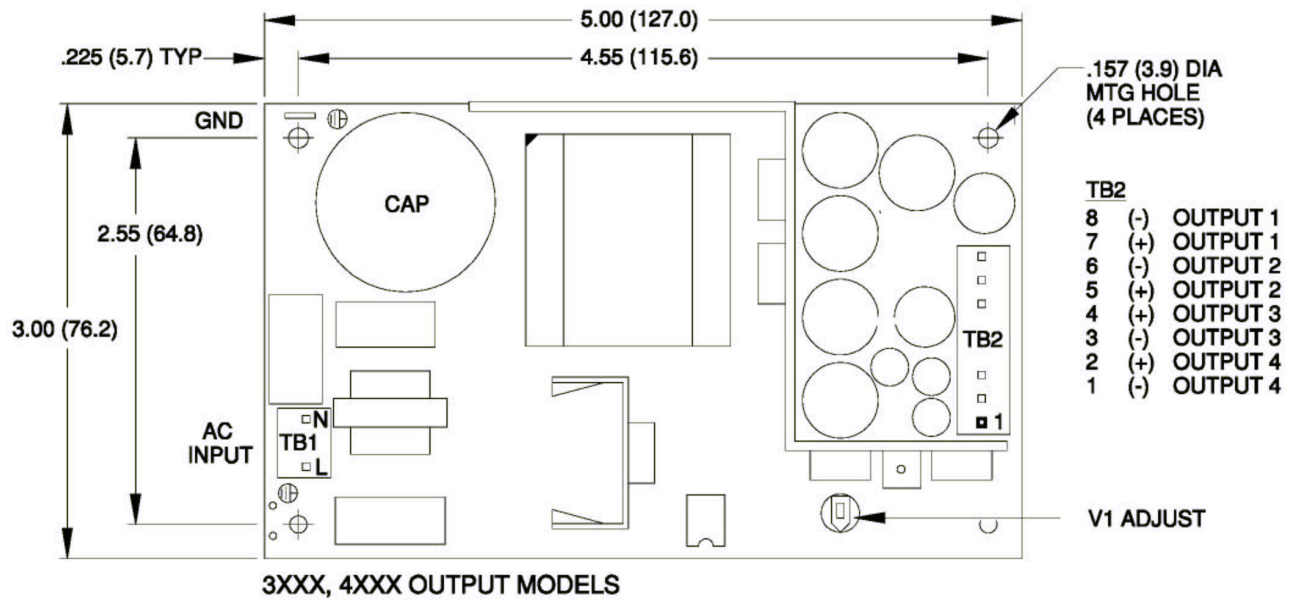 5.00 (127.0)
.225 (5.7) TYP
4.55 (115.6)
.157 (3.9) DIA
MTG HOLE
(4 PLACES)
GND
CAP
2.55 (64.8)
3.00 (76.2)
TB2
8 (-) OUTPUT 1
7 (+) OUTPUT 1
6 (-) OUTPUT 2
5 (+) OUTPUT 2
4 (+) OUTPUT 3
3 (-) OUTPUT 3
2 (+) OUTPUT 4
1 (-) OUTPUT 4
TB2
1
AC
INPUT
N
TB1
L
V1 ADJUST
3XXX, 4XXX OUTPUT MODELS